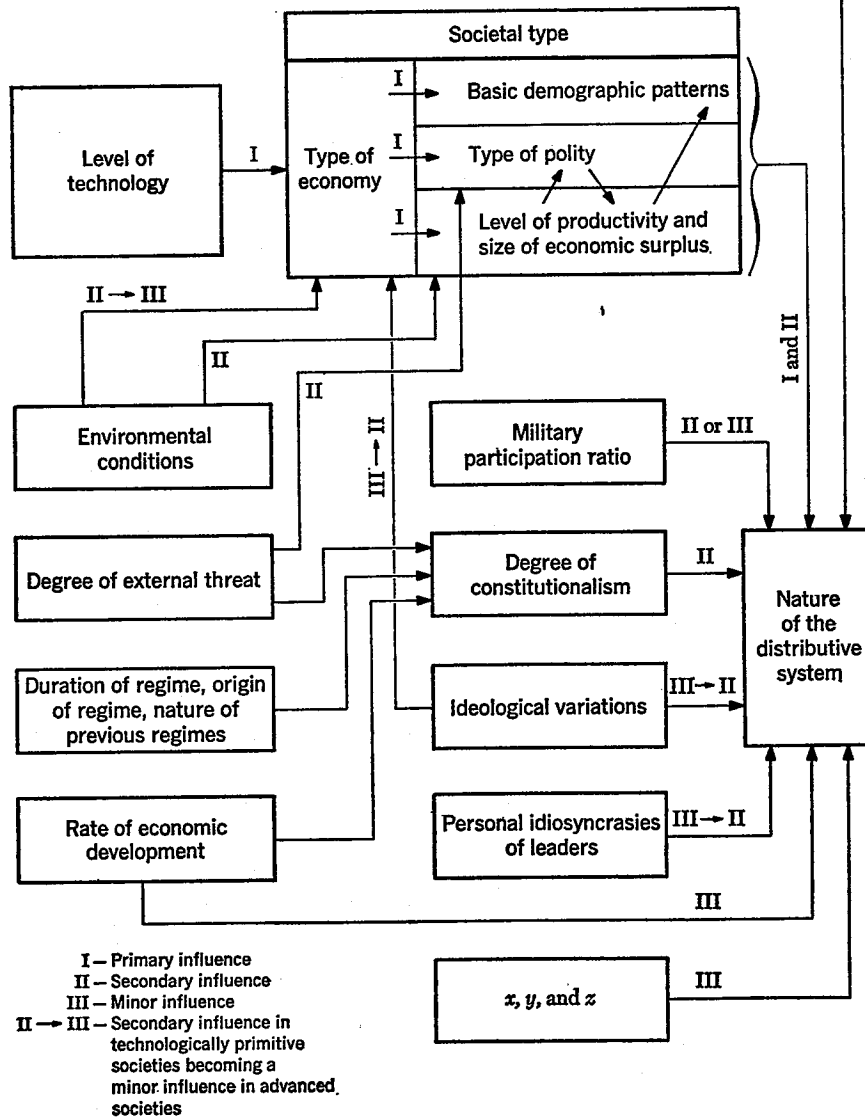 Societal type
Level of
technology
I
Type of
economy
I
Basic demographic patterns
I
Type of polity
I
Level of productivity and
size of economic surplus.
II → III
II
II
III → II
I and II
Environmental
conditions
Military
participation ratio
II or III
Degree of external threat
Degree of
constitutionalism
II
Nature
of the
distributive
system
Duration of regime, origin
of regime, nature of
previous regimes
Ideological variations
III → II
Rate of economic
development
Personal idiosyncrasies
of leaders
III → II
III
x, y, and z
III
I – Primary influence
II – Secondary influence
III – Minor influence
II → III – Secondary influence in
technologically primitive
societies becoming a
minor influence in advanced
societies